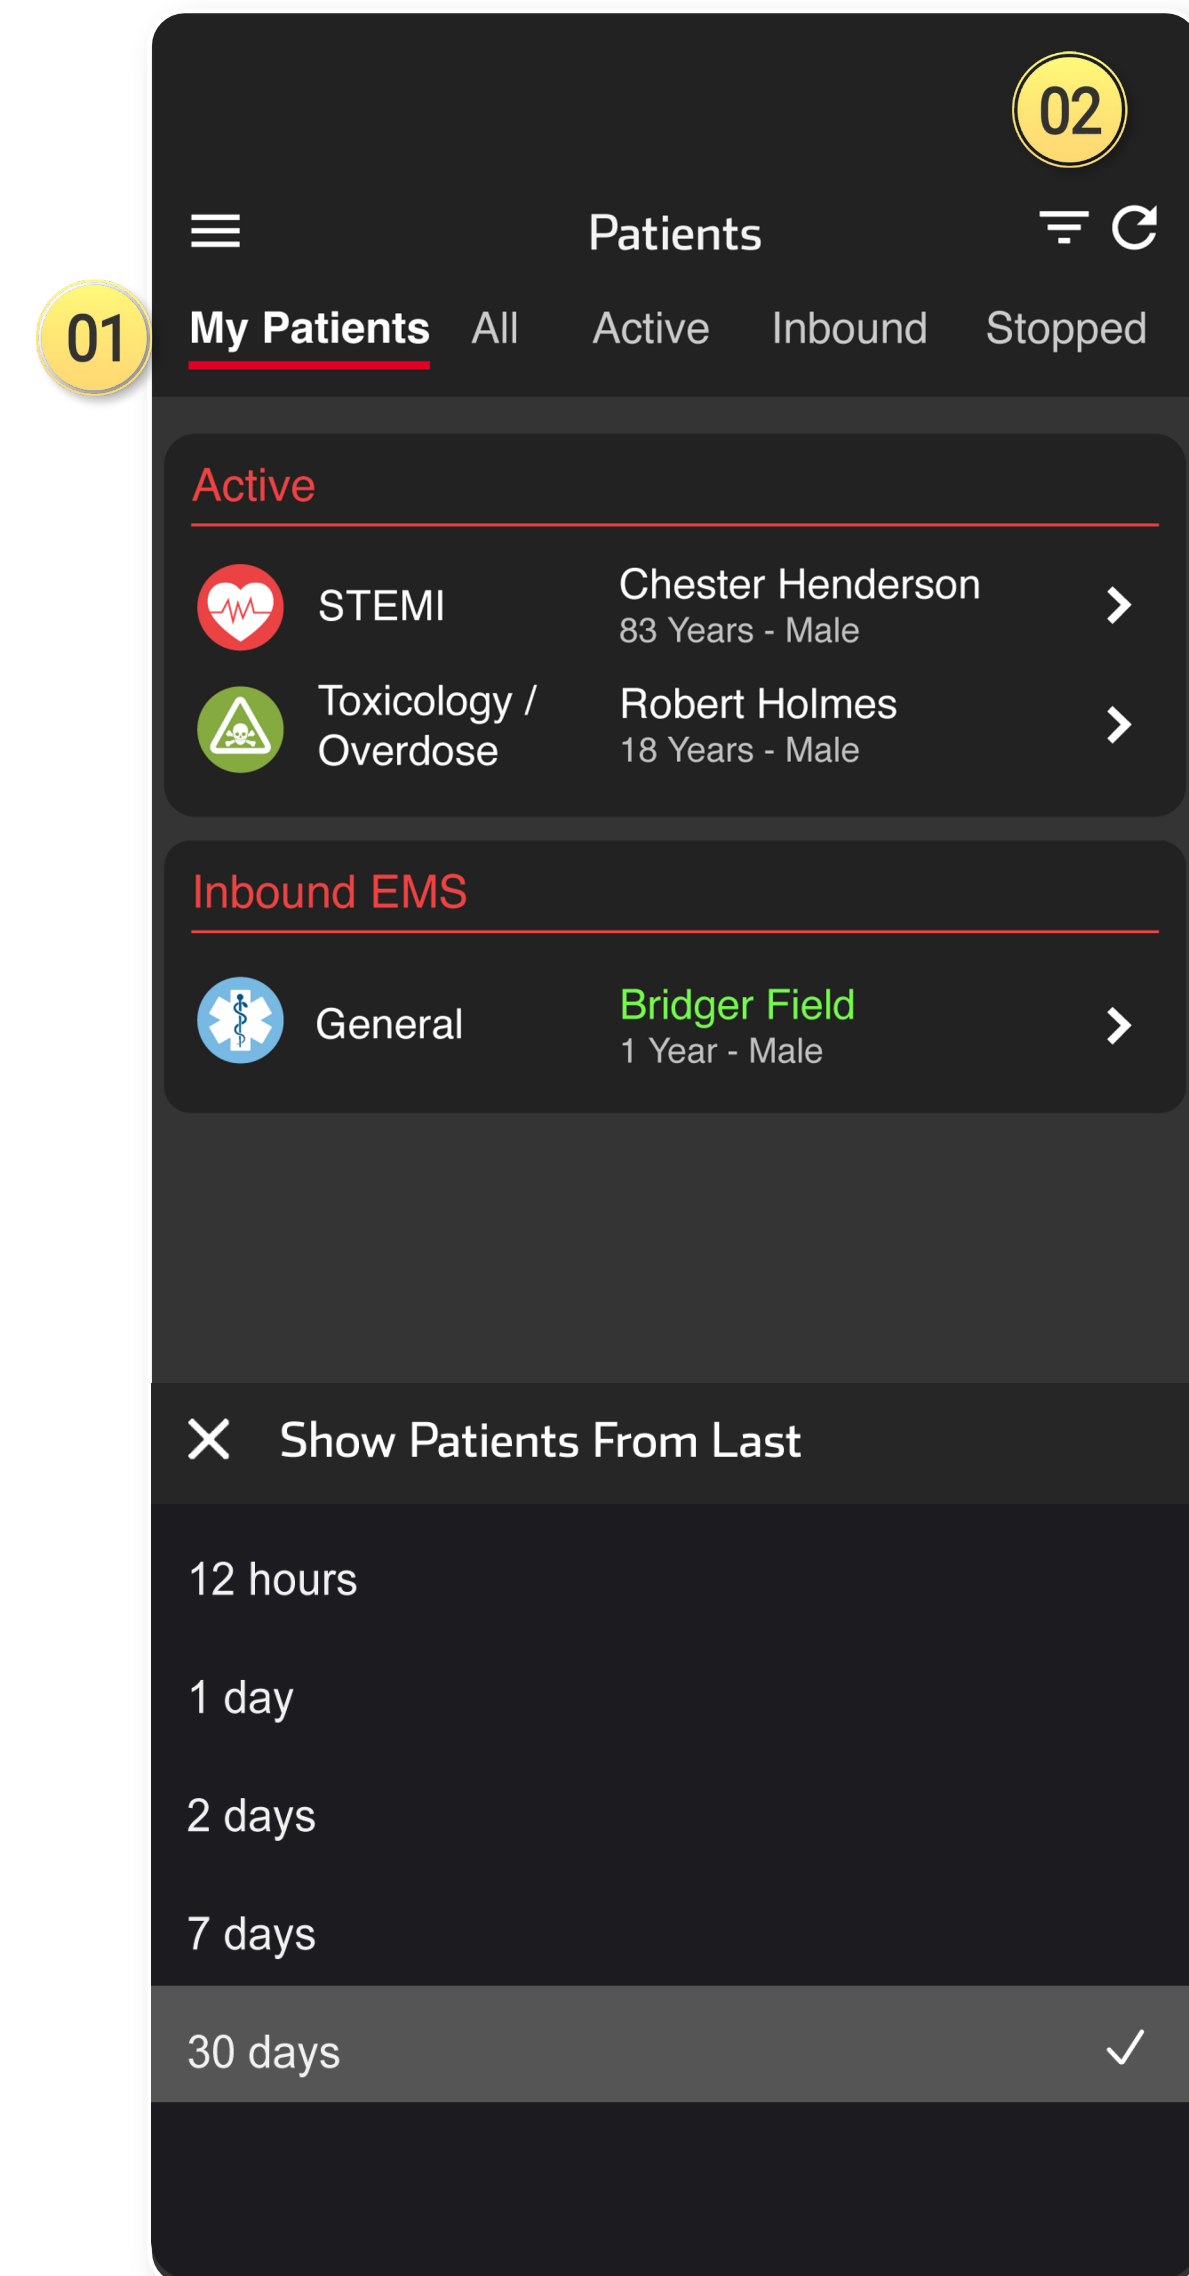 02
Patients
01
My Patients All Active Inbound Stopped
Active
STEMI
Chester Henderson
83 Years - Male
Toxicology /
Overdose
Robert Holmes
18 Years - Male
Inbound EMS
General
Bridger Field
1 Year - Male
Show Patients From Last
12 hours
1 day
2 days
7 days
30 days